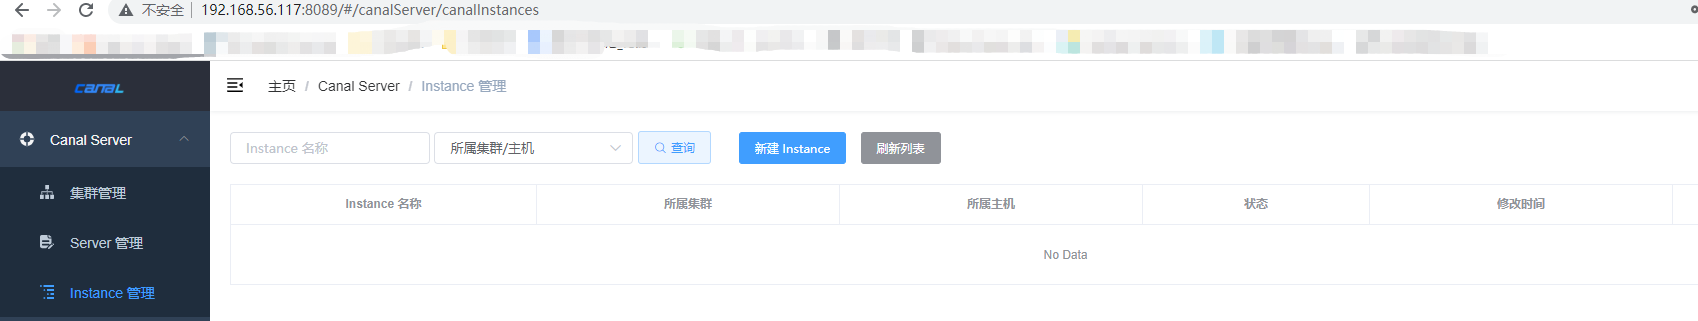 不安全 192.168.56.117:8089/#/canalServer/canalInstances
CANAL
主页 / Canal Server / Instance 管理
Canal Server
Instance 名称 所属集群/主机 查询 新建 Instance 刷新列表
集群管理
Server 管理
Instance 管理
Instance 名称 所属集群 所属主机 状态 修改时间
No Data